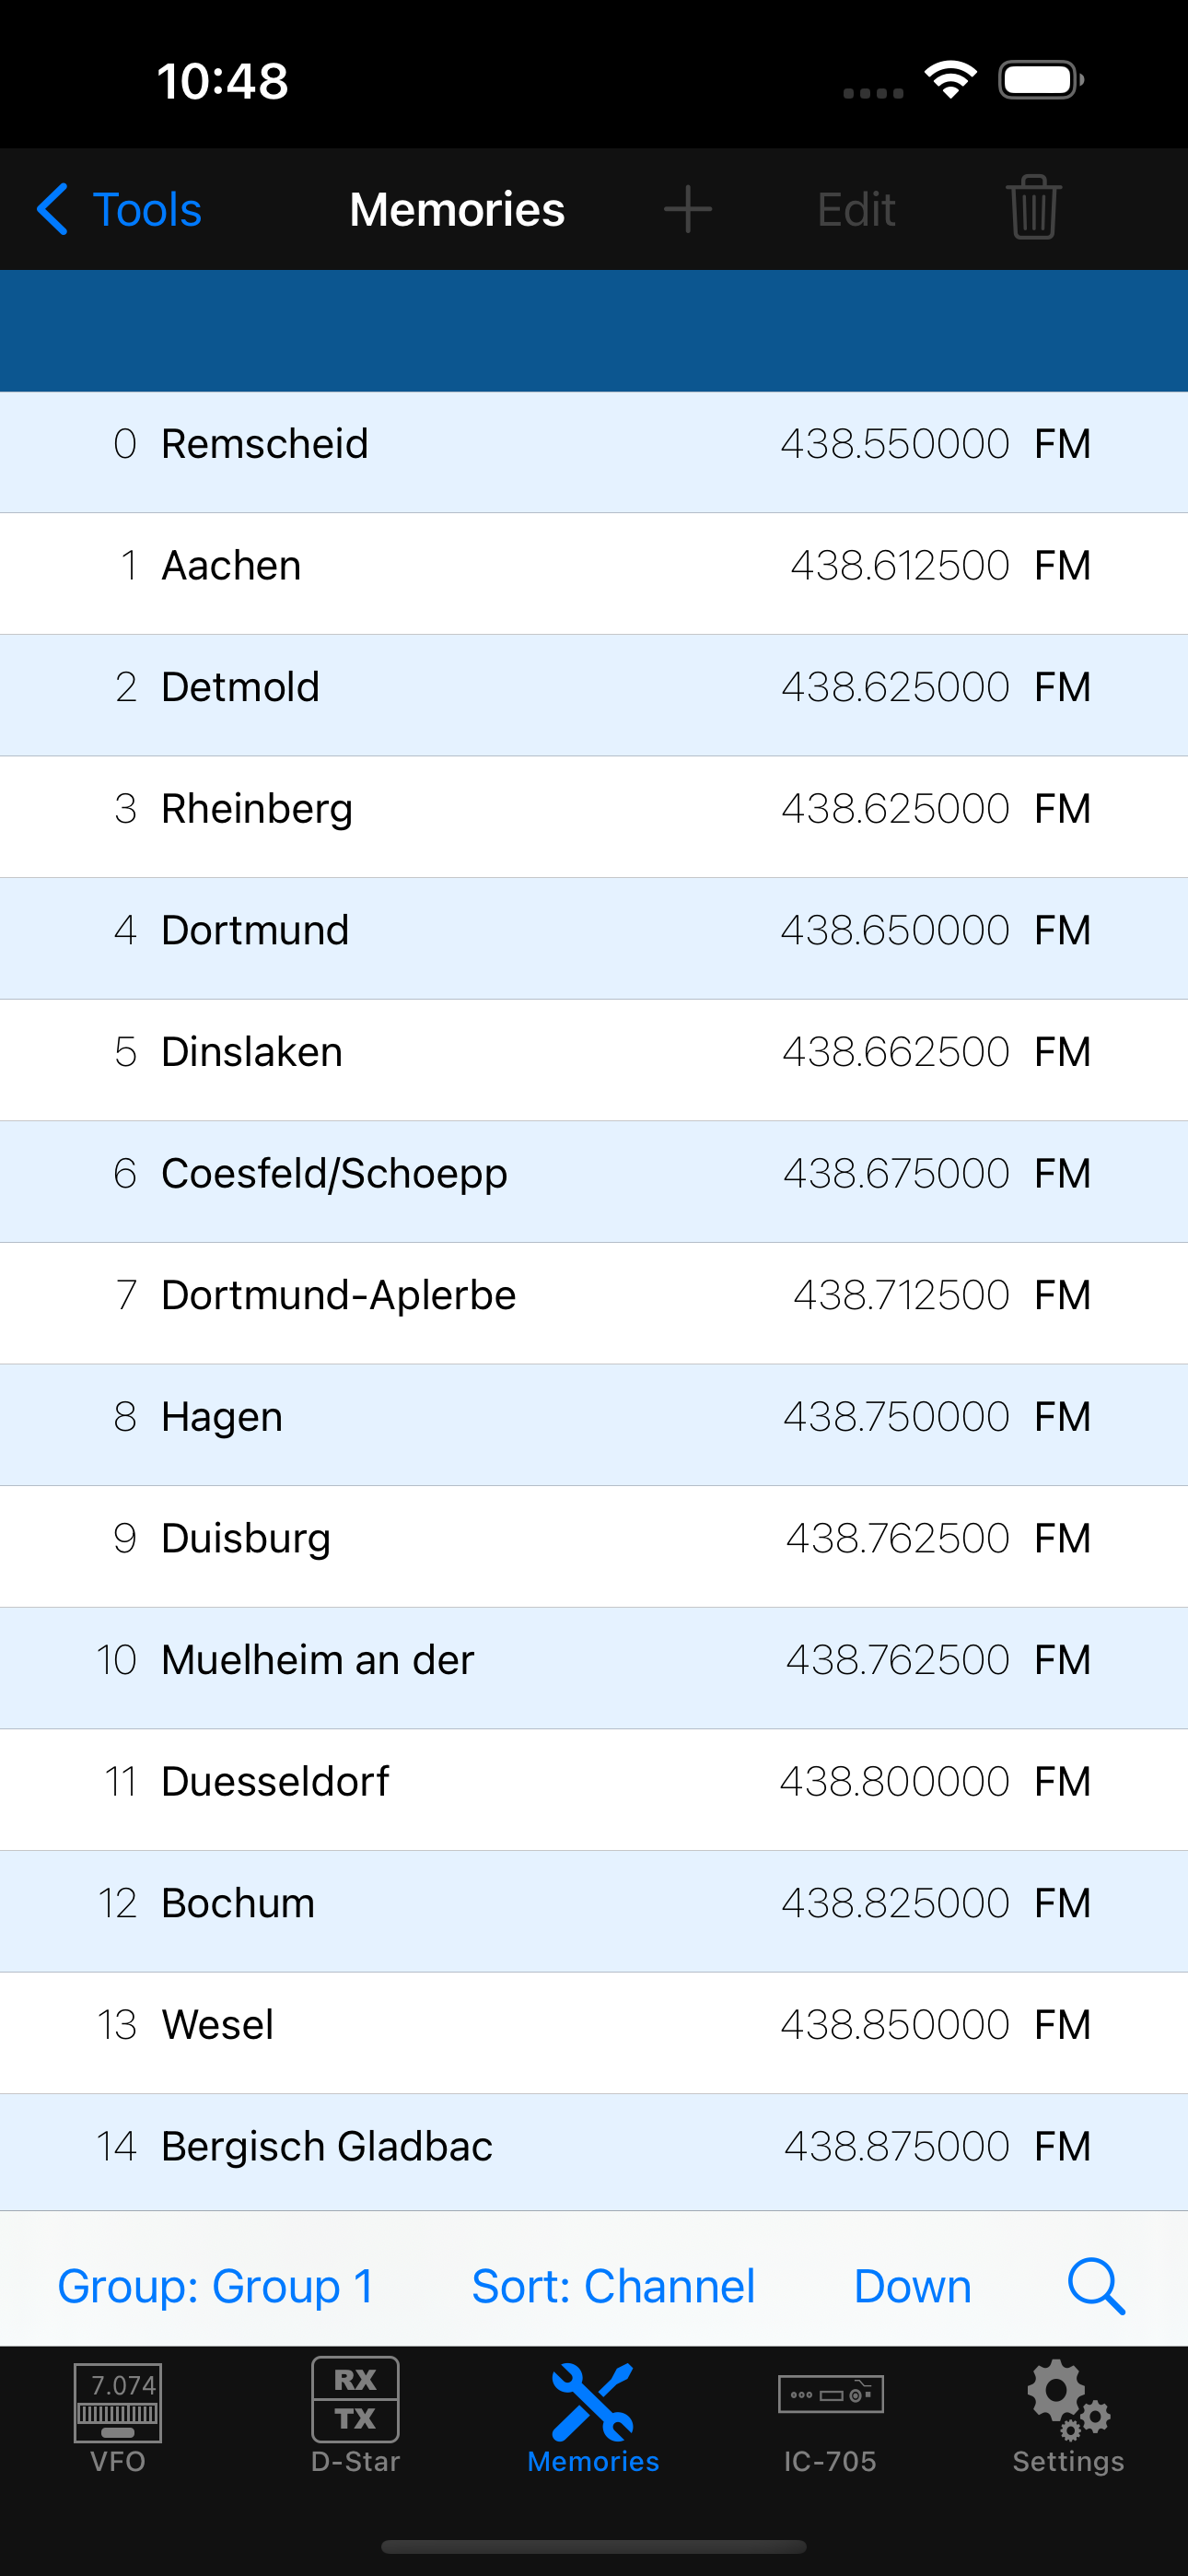 10:48
Tools Memories + Edit
0 Remscheid 438.550000 FM
1 Aachen 438.612500 FM
2 Detmold 438.625000 FM
3 Rheinberg 438.625000 FM
4 Dortmund 438.650000 FM
5 Dinslaken 438.662500 FM
6 Coesfeld/Schoepp 438.675000 FM
7 Dortmund-Aplerbe 438.712500 FM
8 Hagen 438.750000 FM
9 Duisburg 438.762500 FM
10 Muelheim an der 438.762500 FM
11 Duesseldorf 438.800000 FM
12 Bochum 438.825000 FM
13 Wesel 438.850000 FM
14 Bergisch Gladbac 438.875000 FM
Group: Group 1 Sort: Channel Down
7.074 RX
TX
VFO D-Star Memories IC-705 Settings